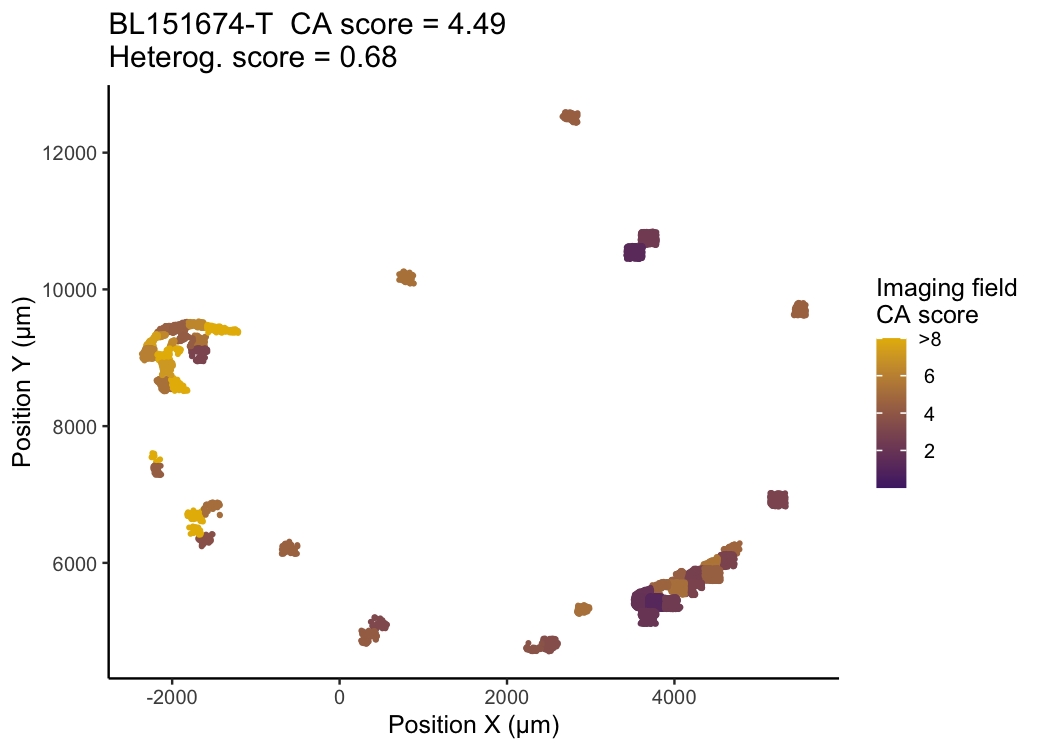 BL151674-T  CA score = 4.49
Heterog. score = 0.68
12000
10000
8000
6000
Position Y (µm)
-2000
0
2000
4000
Position X (µm)
Imaging field
CA score
>8
6
4
2